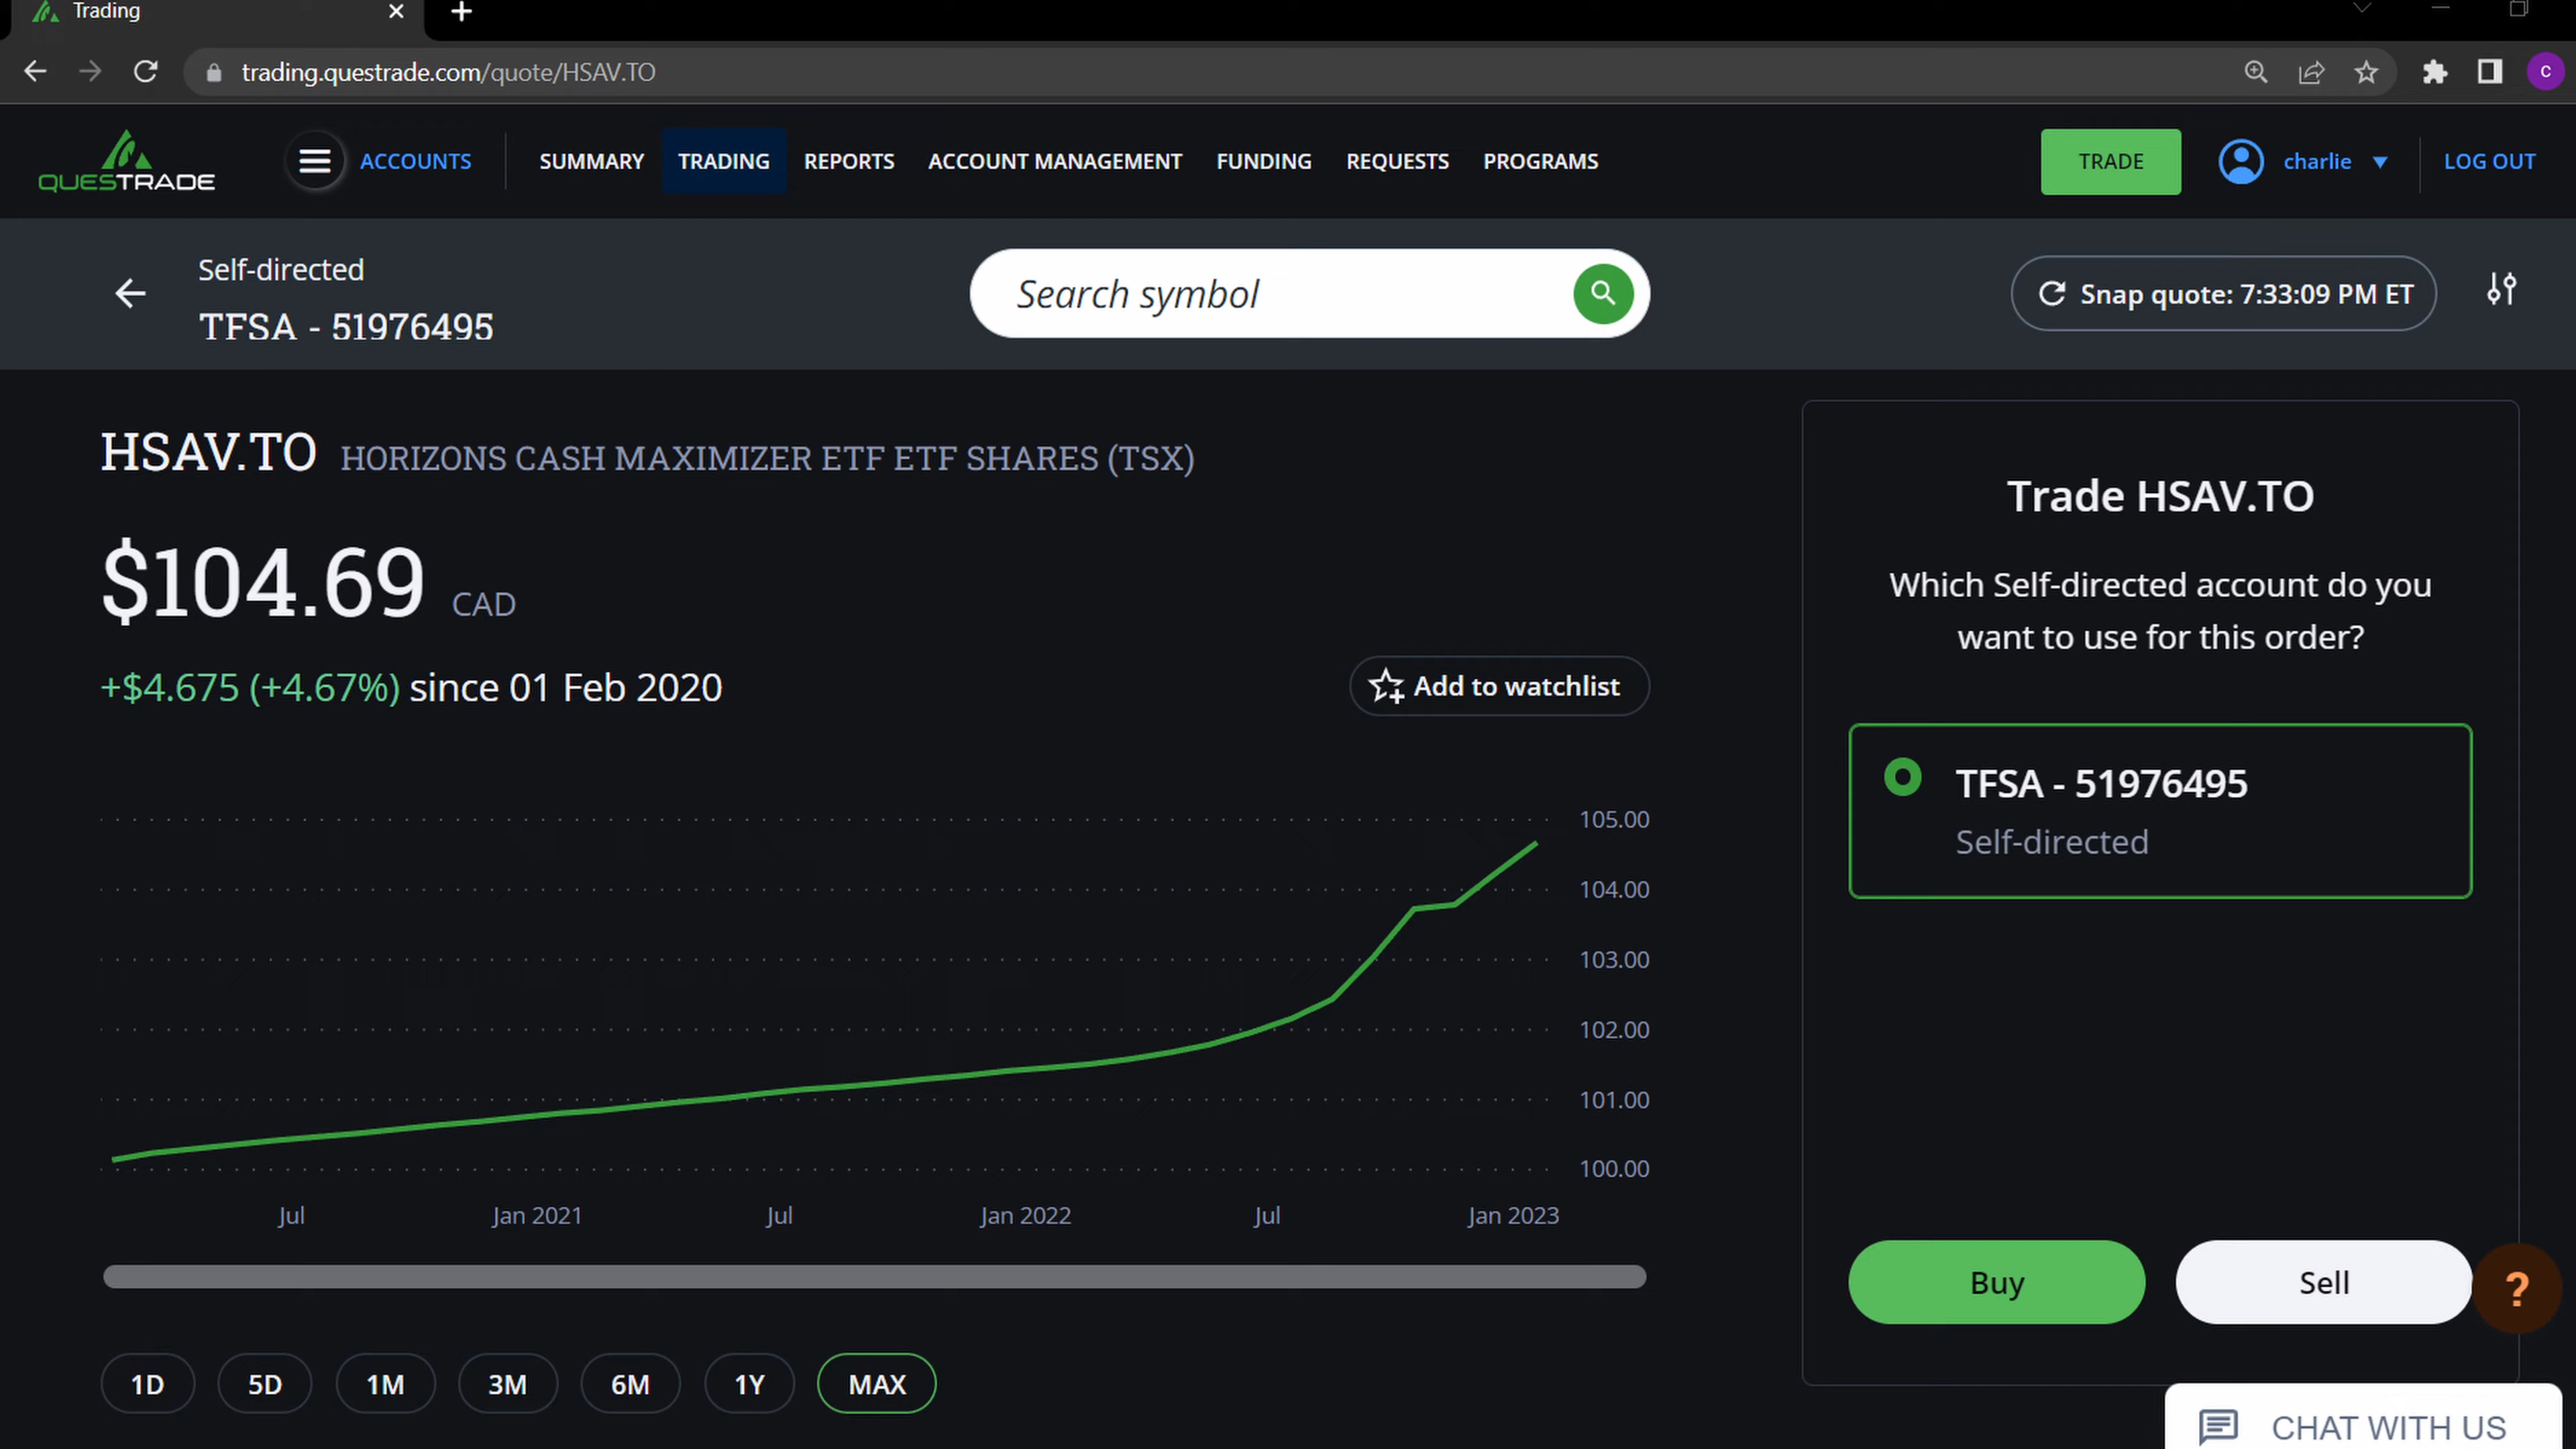 Trading
trading.questrade.com/quote/HSAV.TO
c
QUESTRADE
ACCOUNTS
SUMMARY
TRADING
REPORTS
ACCOUNT MANAGEMENT
FUNDING
REQUESTS
PROGRAMS
TRADE
charlie
LOG OUT
Self-directed
TFSA - 51976495
Search symbol
Snap quote: 7:33:09 PM ET
HSAV.TO HORIZONS CASH MAXIMIZER ETF ETF SHARES (TSX)
$104.69 CAD
+$4.675 (+4.67%) since 01 Feb 2020
Add to watchlist
105.00
104.00
103.00
102.00
101.00
100.00
Jul
Jan 2021
Jul
Jan 2022
Jul
Jan 2023
1D
5D
1M
3M
6M
1Y
MAX
Trade HSAV.TO
Which Self-directed account do you
want to use for this order?
TFSA - 51976495
Self-directed
Buy
Sell
?
CHAT WITH US